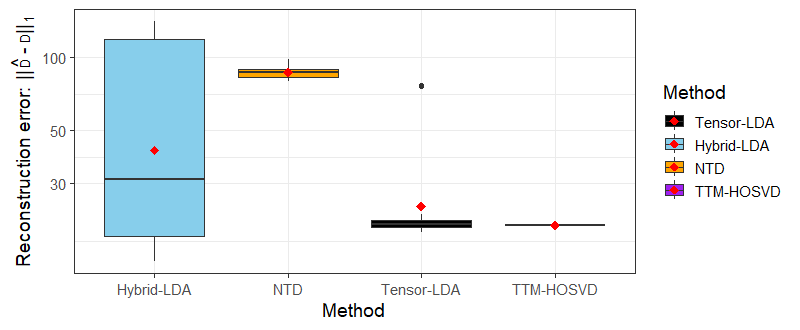 Reconstruction error: ||D̂ - D||₁
100
50
30
Hybrid-LDA
NTD
Tensor-LDA
TTM-HOSVD
Method
Method
Tensor-LDA
Hybrid-LDA
NTD
TTM-HOSVD